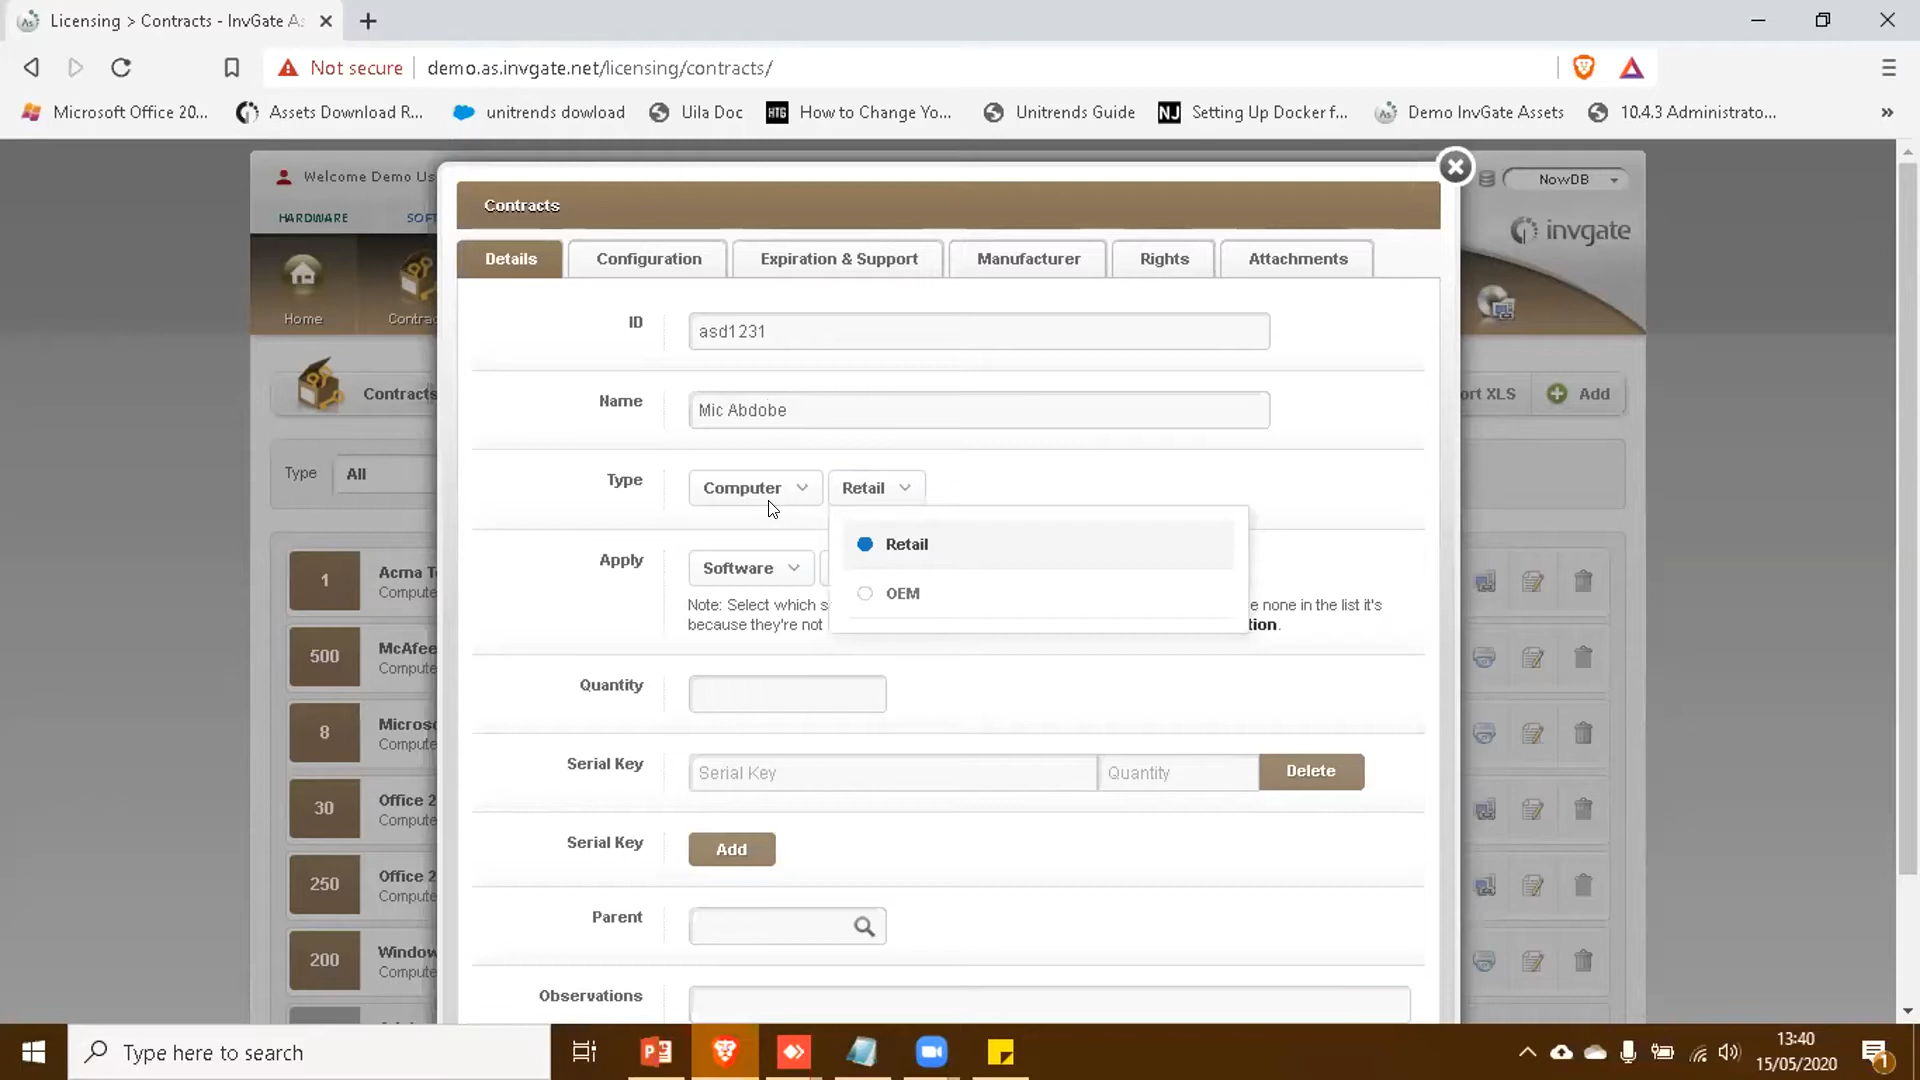 Licensing > Contracts - InvGate As
Not secure demo.as.invgate.net/licensing/contracts/
Microsoft Office 20... Assets Download R... unitrends dowload Uila Doc HTG How to Change Yo... Unitrends Guide NJ Setting Up Docker f... Demo InvGate Assets 10.4.3 Administrato... »
Welcome Demo Us NowDB
HARDWARE SOFT
invgate
Home Contrac
Contracts
Details Configuration Expiration & Support Manufacturer Rights Attachments
ID asd1231
Name Mic Abdobe
Contracts ort XLS Add
Type All
Type Computer Retail
Retail
OEM
Apply Software
Note: Select which s e none in the list it's
because they're not tion.
Quantity
Serial Key Serial Key Quantity Delete
Serial Key Add
Parent
Observations
1 Acma T
Compute
500 McAfee
Compute
8 Microso
Compute
30 Office 2
Compute
250 Office 2
Compute
200 Window
Compute
Type here to search
13:40
15/05/2020
1